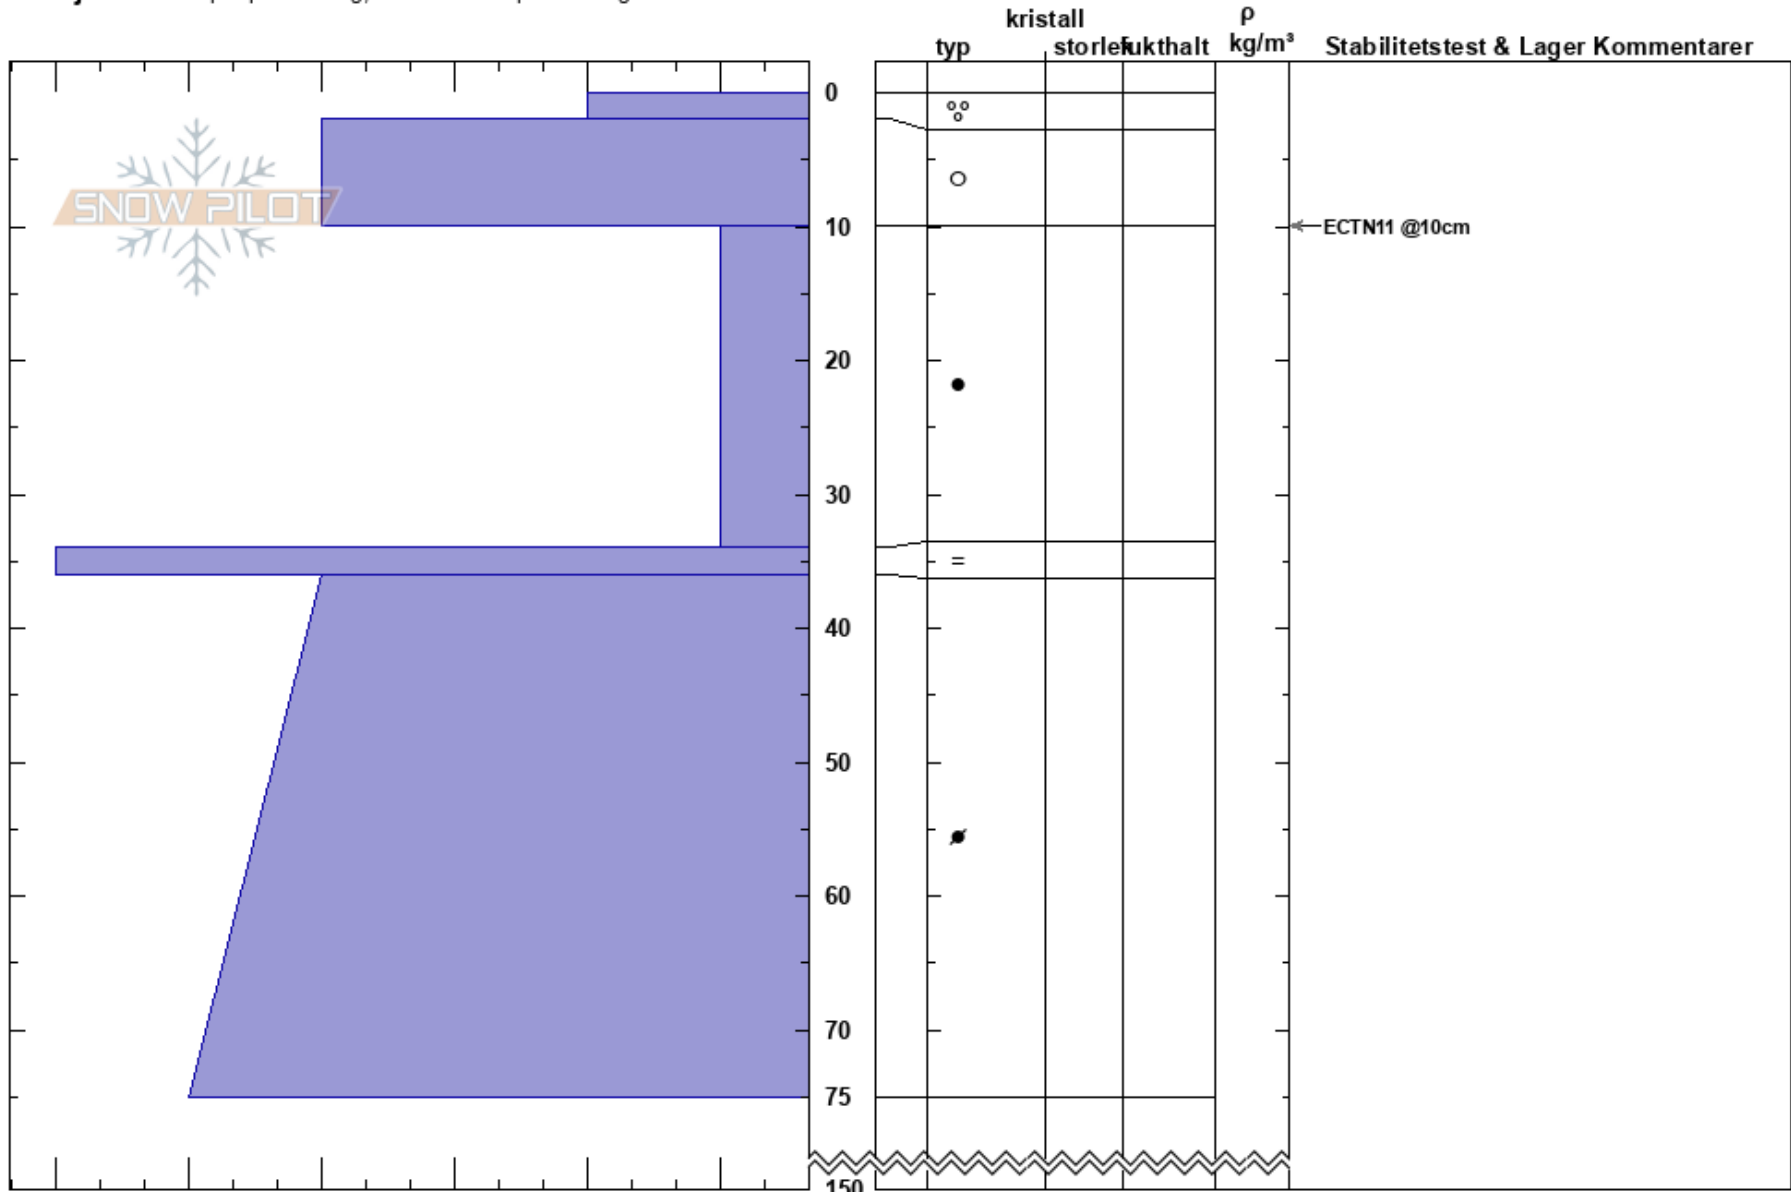 kristall
ρ
typ storlek fukthalt kg/m³ Stabilitetstest & Lager Kommentarer
0
SNOW PILOT
10 ECTN11 @10cm
20
30
=
40
50
60
70
75
150